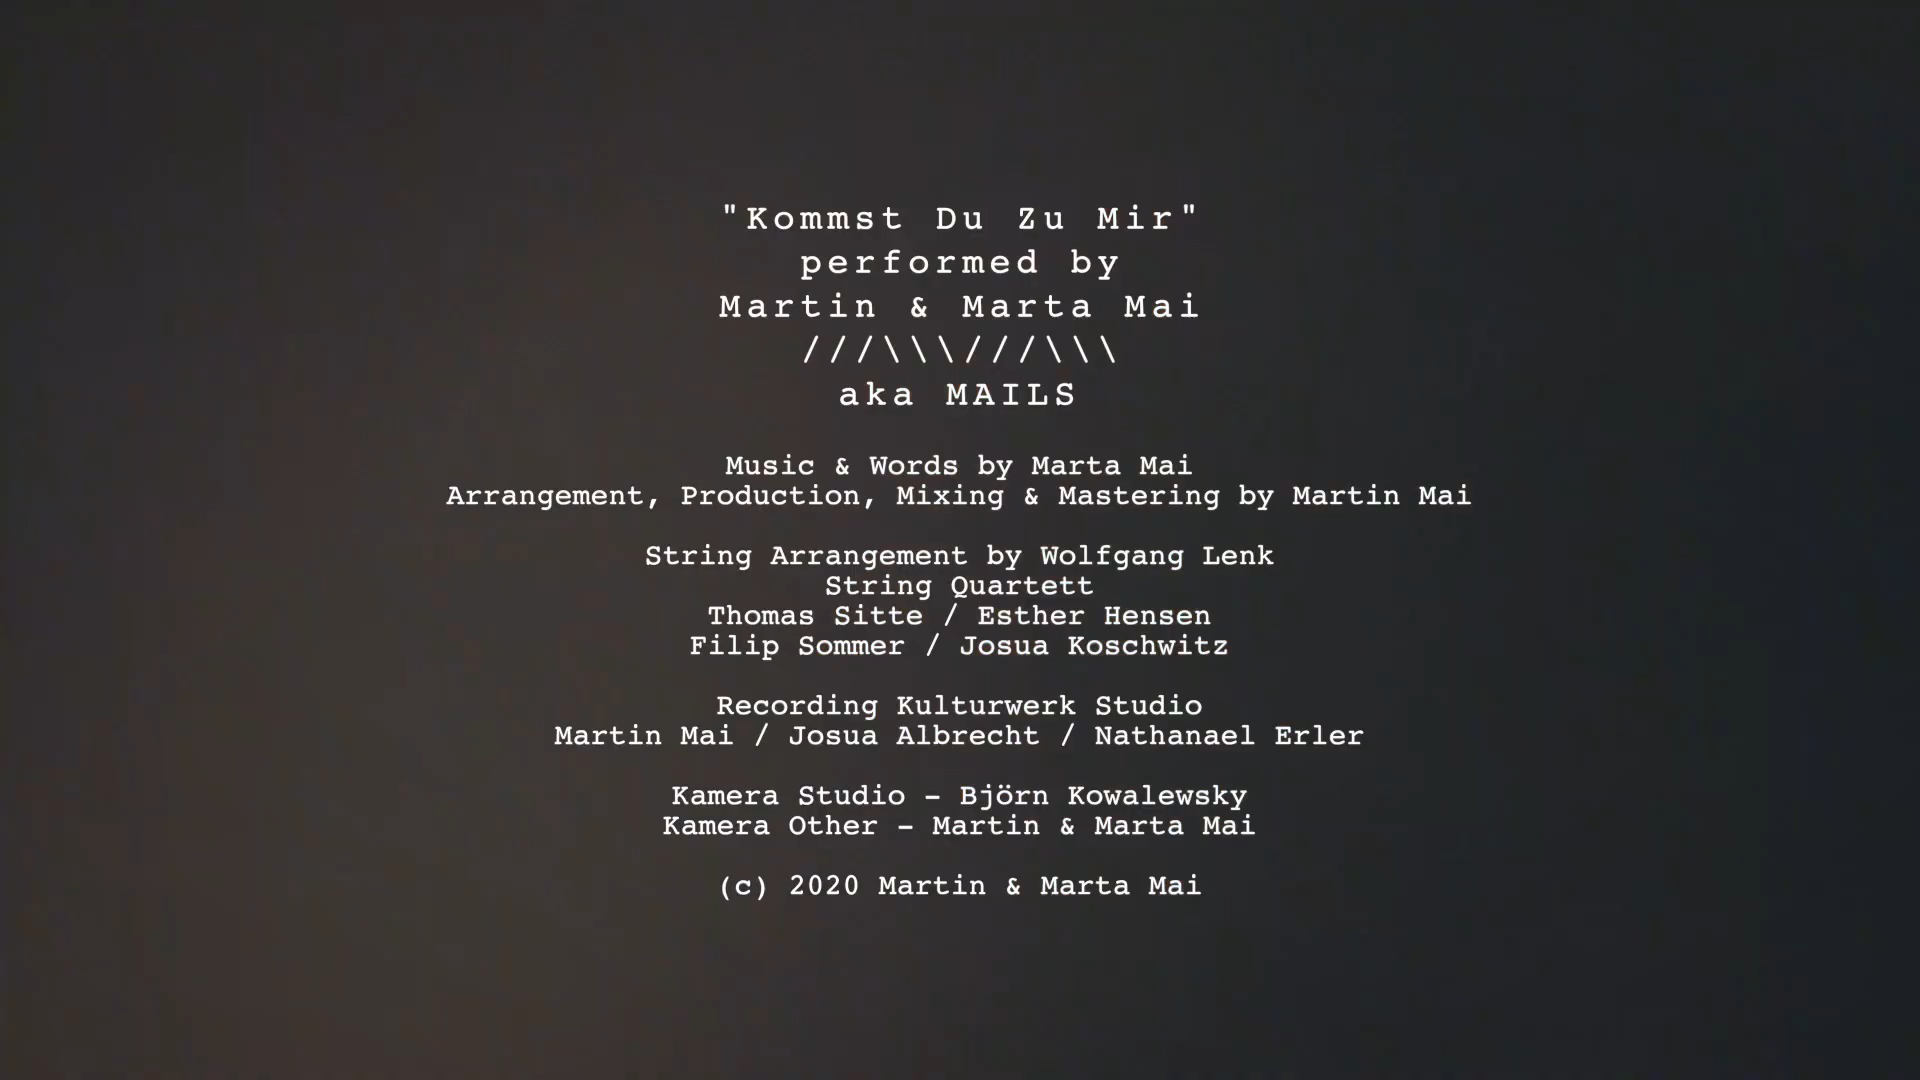 "Kommst Du Zu Mir"
performed by
Martin & Marta Mai
///\\\///\\\
aka MAILS
Music & Words by Marta Mai
Arrangement, Production, Mixing & Mastering by Martin Mai
String Arrangement by Wolfgang Lenk
String Quartett
Thomas Sitte / Esther Hensen
Filip Sommer / Josua Koschwitz
Recording Kulturwerk Studio
Martin Mai / Josua Albrecht / Nathanael Erler
Kamera Studio – Björn Kowalewsky
Kamera Other – Martin & Marta Mai
(c) 2020 Martin & Marta Mai